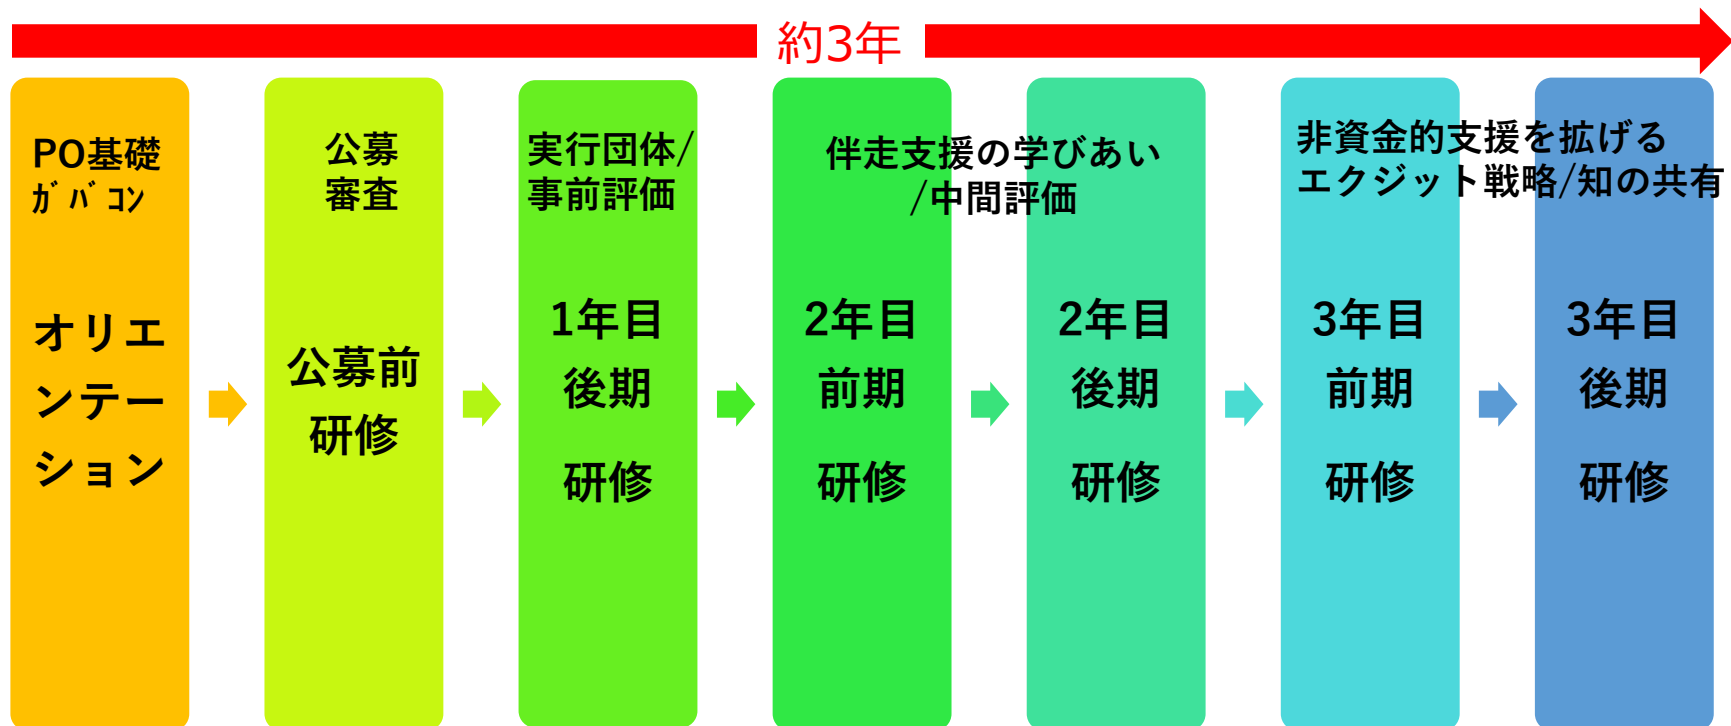 約3年
PO基礎
ｶﾞﾊﾞｺﾝ
オリエ
ンテー
ション
公募
審査
公募前
研修
実行団体/
事前評価
1年目
後期
研修
伴走支援の学びあい
/中間評価
2年目
前期
研修
2年目
後期
研修
非資金的支援を拡げる
エクジット戦略/知の共有
3年目
前期
研修
3年目
後期
研修